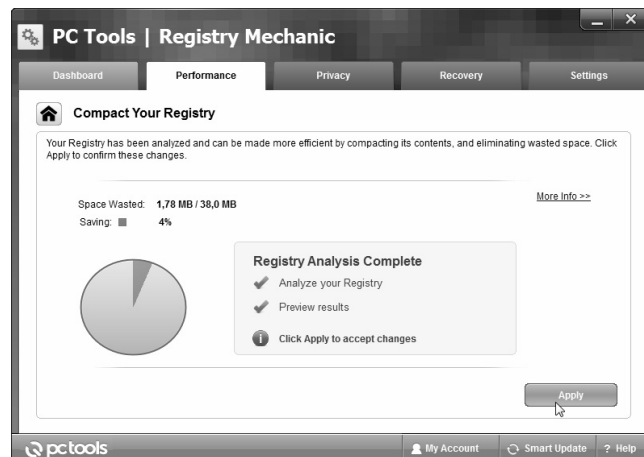 PC Tools | Registry Mechanic
Dashboard Performance Privacy Recovery Settings
Compact Your Registry
Your Registry has been analyzed and can be made more efficient by compacting its contents, and eliminating wasted space. Click
Apply to confirm these changes.
More Info >>
Space Wasted: 1,78 MB / 38,0 MB
Saving: 4%
Registry Analysis Complete
Analyze your Registry
Preview results
Click Apply to accept changes
Apply
pctools My Account Smart Update ? Help